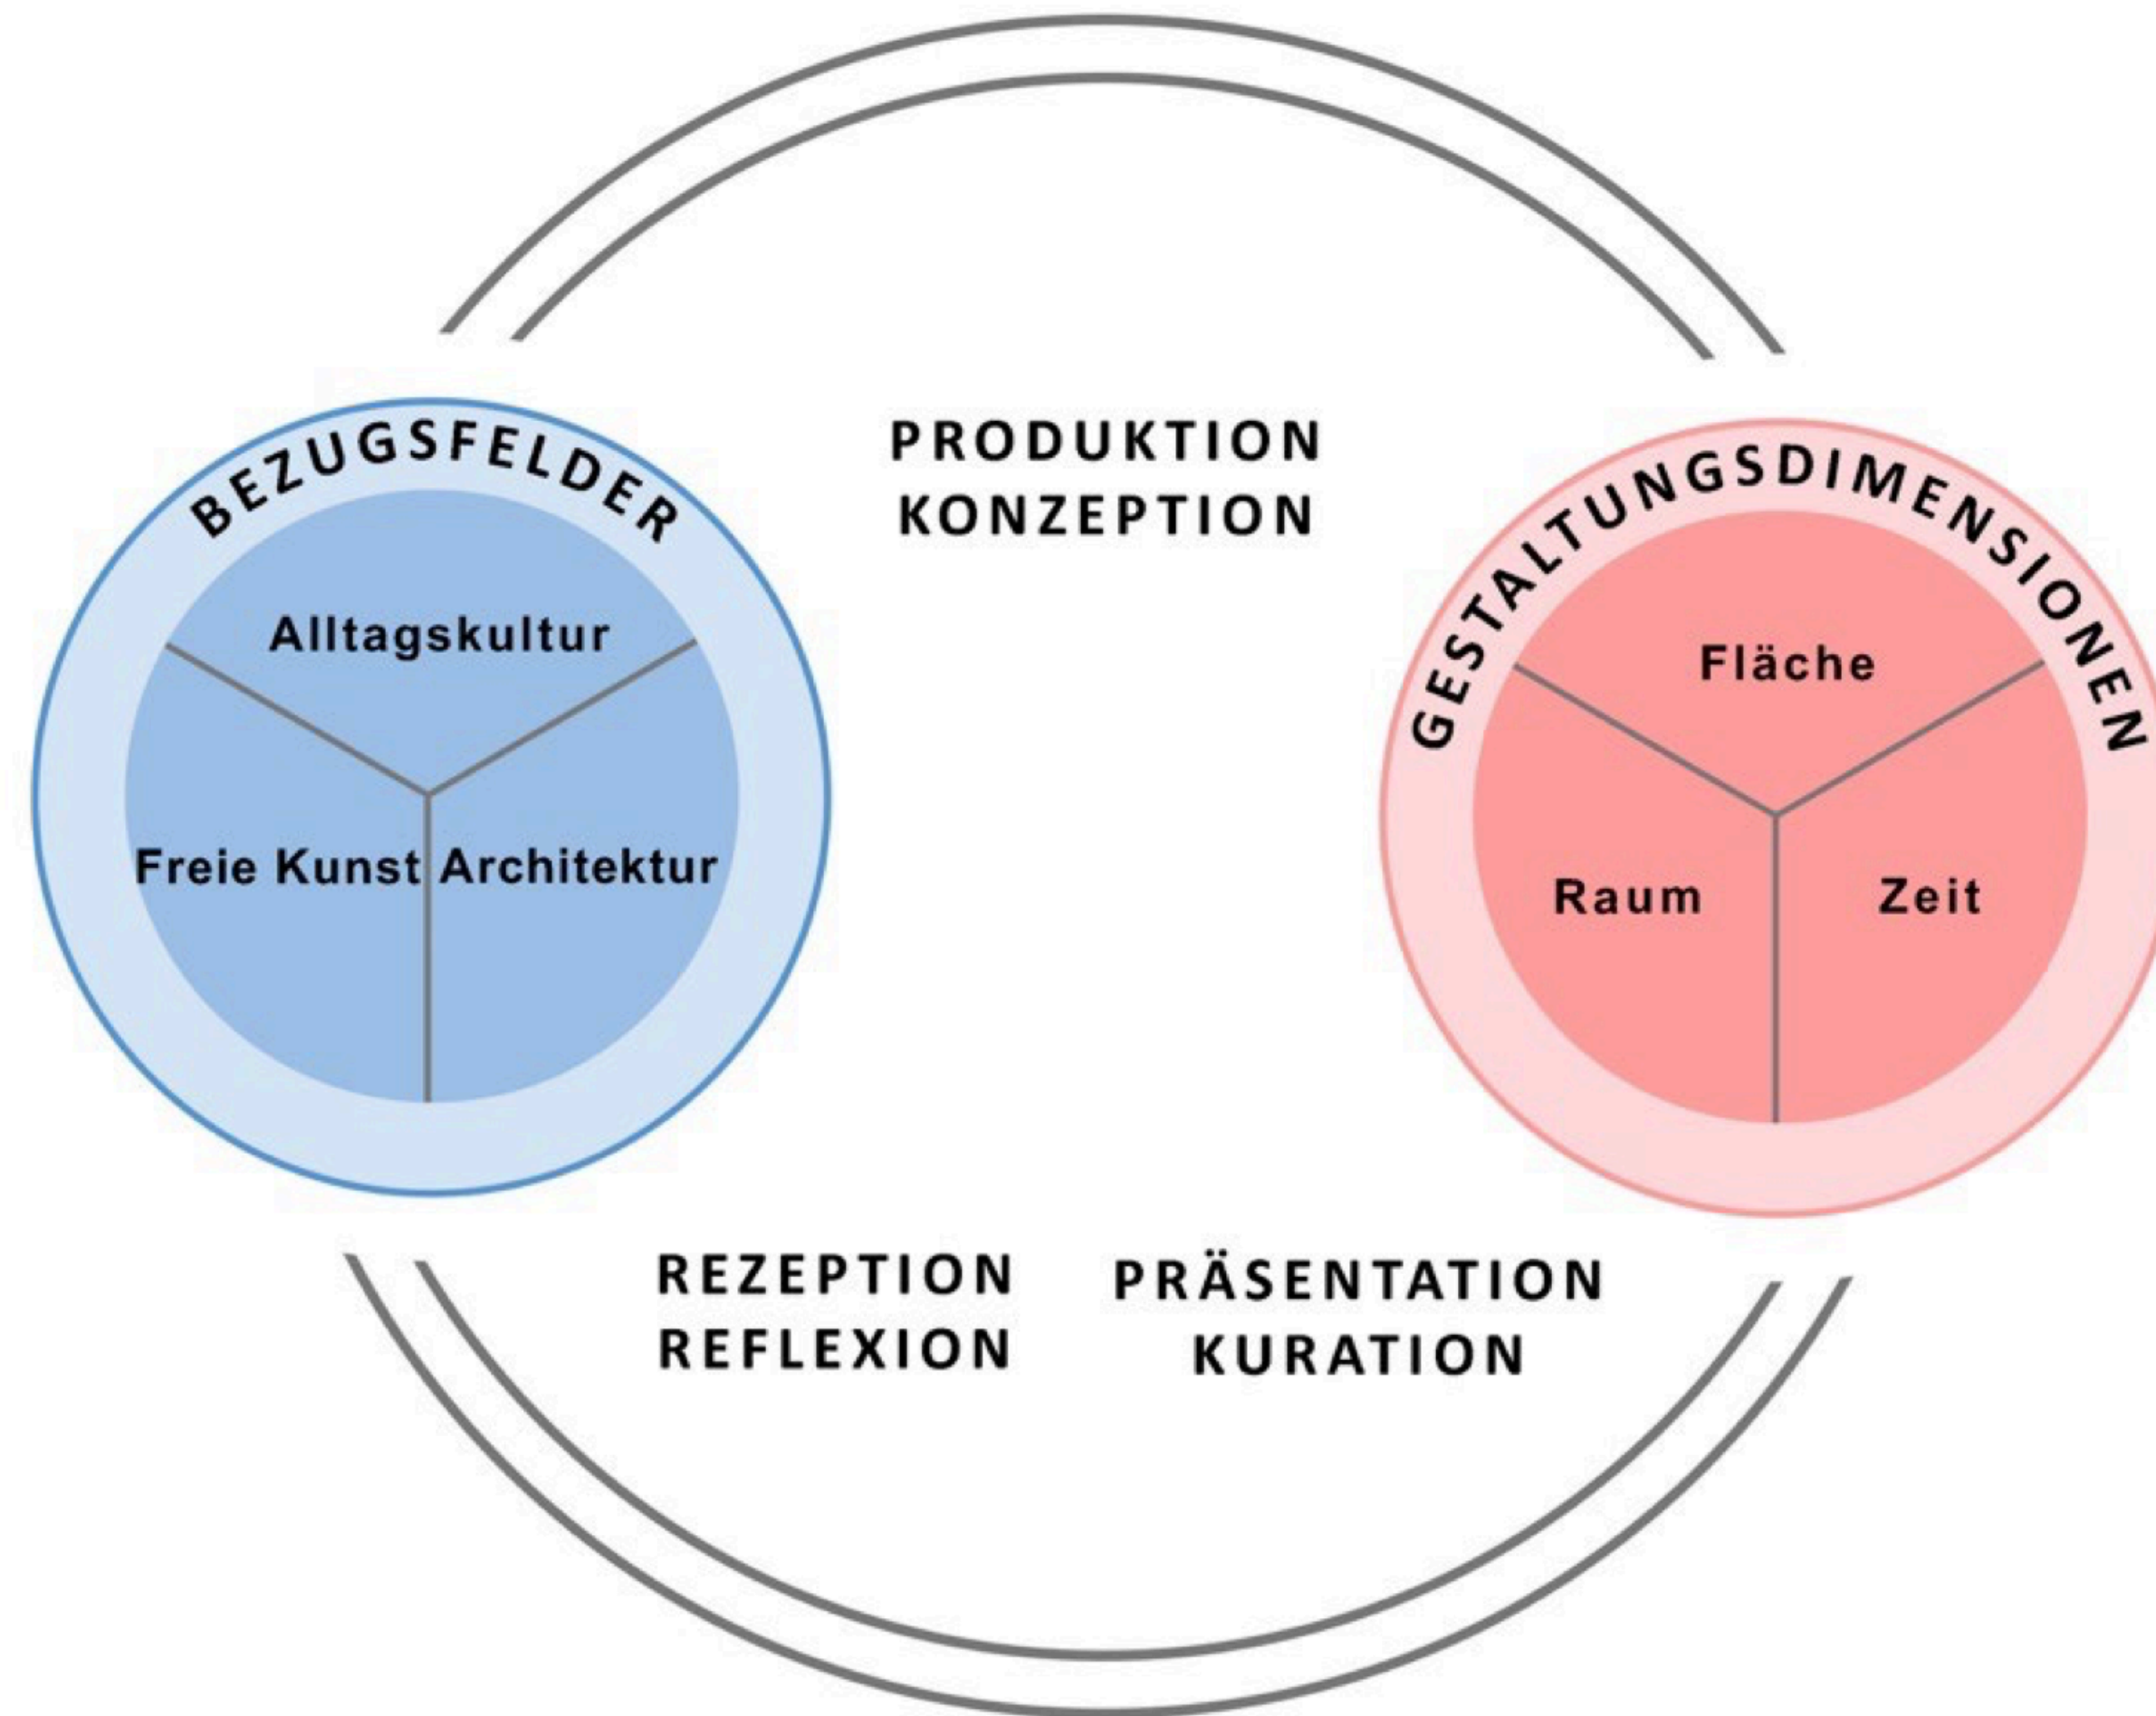 BEZUGSFELDER
Alltagskultur
Freie Kunst
Architektur
PRODUKTION
KONZEPTION
GESTALTUNGSDIMENSIONEN
Fläche
Raum
Zeit
REZEPTION
REFLEXION
PRÄSENTATION
KURATION